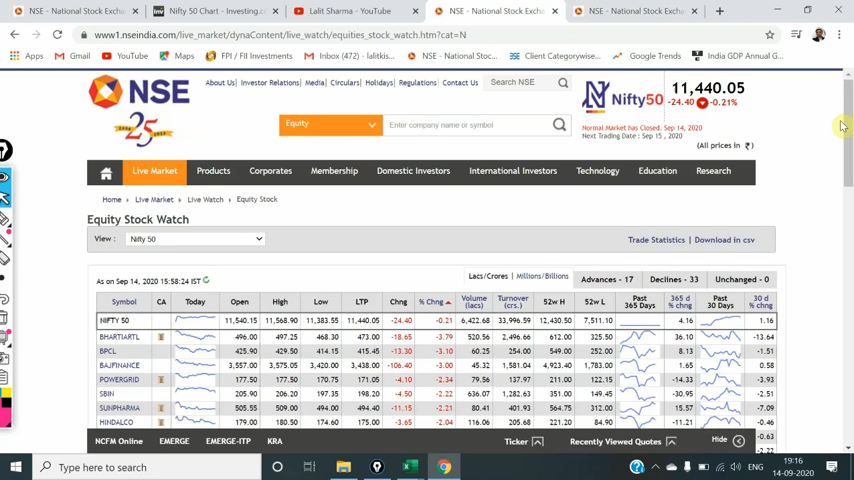 NSE - National Stock Exchan
Nifty 50 Chart - Investing.co
Lalit Sharma - YouTube
NSE - National Stock Exchan
NSE - National Stock Exchan
www1.nseindia.com/live_market/dynaContent/live_watch/equities_stock_watch.htm?cat=N
Apps Gmail YouTube Maps FPI / FII Investments Inbox (472) - lalitkis... NSE - National Stoc... Client Categorywise... Google Trends India GDP Annual G...
NSE
25
About Us Investor Relations Media Circulars Holidays Regulations Contact Us Search NSE
Equity Enter company name or symbol
Nifty50 11,440.05
-24.40 -0.21%
Normal Market has Closed. Sep 14, 2020
Next Trading Date : Sep 15 , 2020
(All prices in ₹)
Live Market Products Corporates Membership Domestic Investors International Investors Technology Education Research
Home Live Market Live Watch Equity Stock
Equity Stock Watch
View : Nifty 50 Trade Statistics | Download in csv
As on Sep 14, 2020 15:58:24 IST Lacs/Crores | Millions/Billions Advances - 17 Declines - 33 Unchanged - 0
Symbol CA Today Open High Low LTP Chng % Chng Volume (lacs) Turnover (crs.) 52w H 52w L Past 365 Days 365 d % chng Past 30 Days 30 d % chng
NIFTY 50 11,540.15 11,568.90 11,383.55 11,440.05 -24.40 -0.21 6,422.68 33,996.59 12,430.50 7,511.10 4.16 1.16
BHARTIARTL 496.00 497.25 468.30 473.00 -18.65 -3.79 520.56 2,496.66 612.00 325.50 36.10 -13.64
BPCL 425.90 429.50 414.15 415.45 -13.30 -3.10 60.25 254.00 549.00 252.00 8.13 -1.51
BAJFINANCE 3,557.00 3,575.05 3,420.00 3,438.00 -106.40 -3.00 45.32 1,581.04 4,923.40 1,783.00 1.65 0.58
POWERGRID 177.50 177.50 170.75 171.05 -4.10 -2.34 79.56 137.97 211.00 122.15 -14.33 -3.93
SBIN 205.90 206.20 197.35 198.20 -4.50 -2.22 636.07 1,282.63 351.00 149.45 -30.95 -2.51
SUNPHARMA 505.55 509.00 494.00 494.40 -11.15 -2.21 80.41 401.93 564.75 312.00 15.57 -7.09
HINDALCO 179.00 180.50 174.60 175.00 -3.65 -2.04 116.06 205.68 221.20 84.90 -11.21 -0.46
-0.63
-2.22
NCFM Online EMERGE EMERGE-ITP KRA Ticker Recently Viewed Quotes Hide
Type here to search
ENG
19:16
14-09-2020